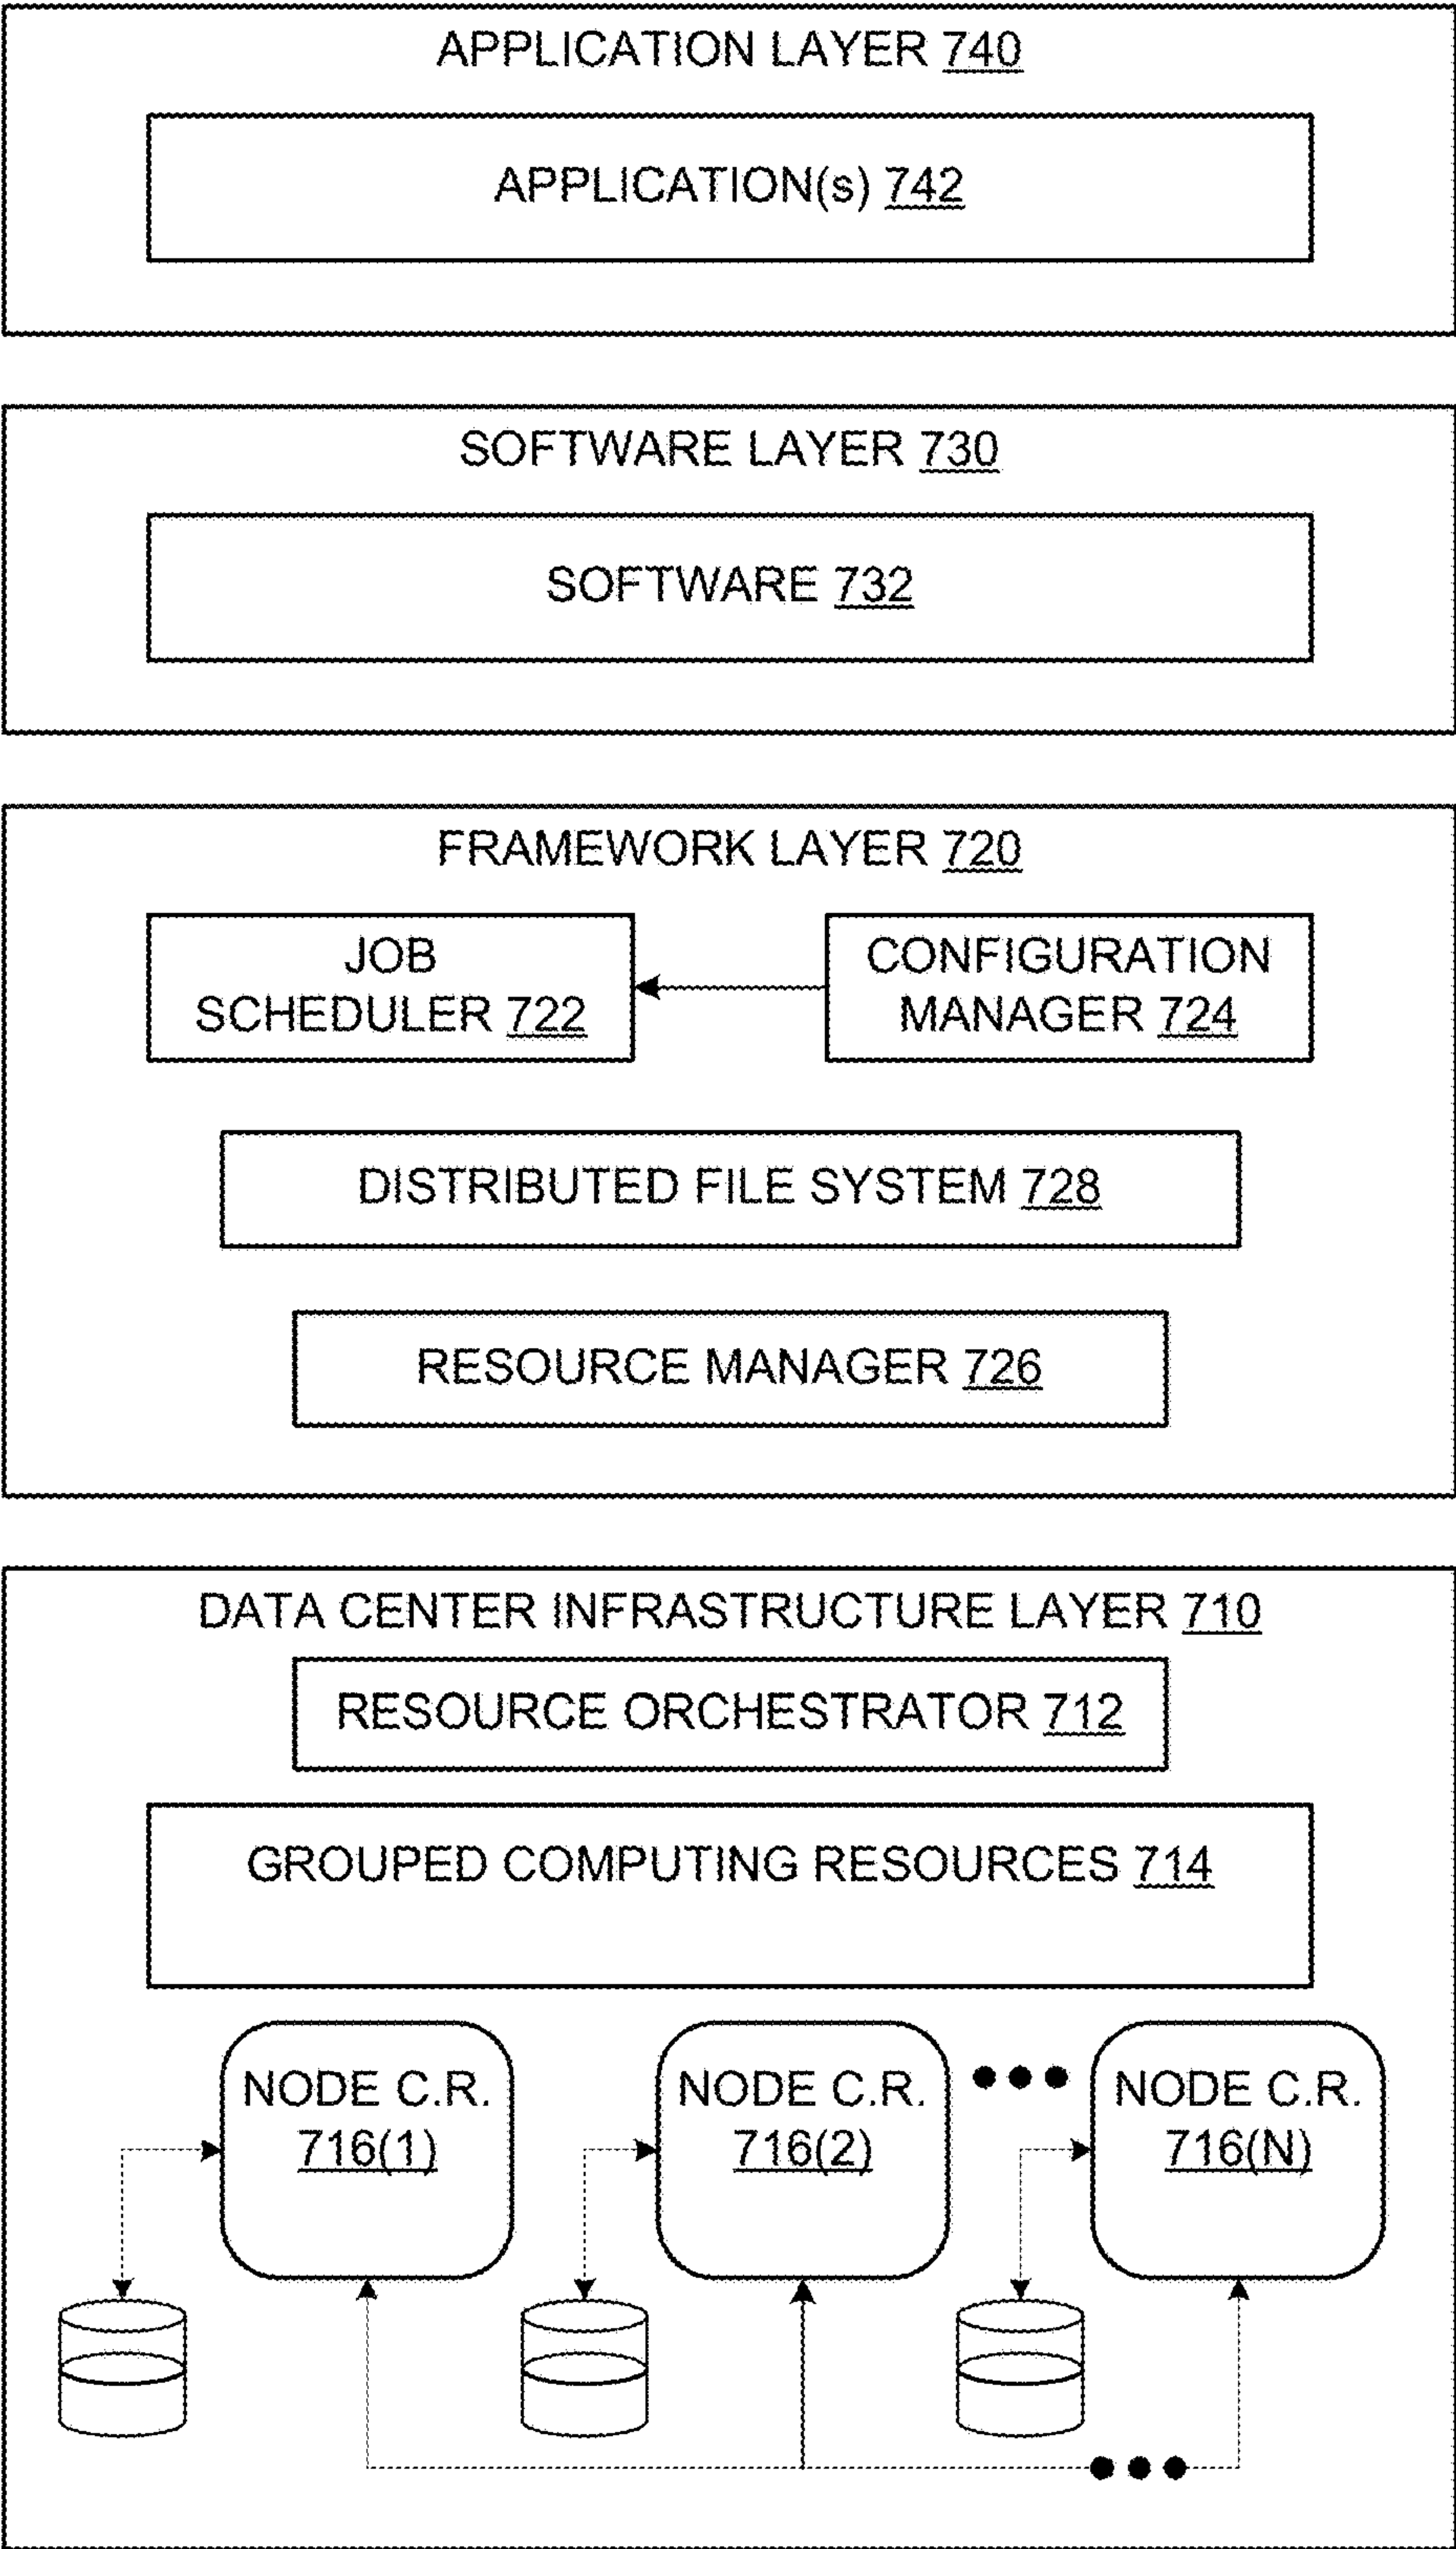 APPLICATION LAYER 740
APPLICATION(s) 742
SOFTWARE LAYER 730
SOFTWARE 732
FRAMEWORK LAYER 720
JOB
SCHEDULER 722
CONFIGURATION
MANAGER 724
DISTRIBUTED FILE SYSTEM 728
RESOURCE MANAGER 726
DATA CENTER INFRASTRUCTURE LAYER 710
RESOURCE ORCHESTRATOR 712
GROUPED COMPUTING RESOURCES 714
NODE C.R.
716(1)
NODE C.R.
716(2)
NODE C.R.
716(N)